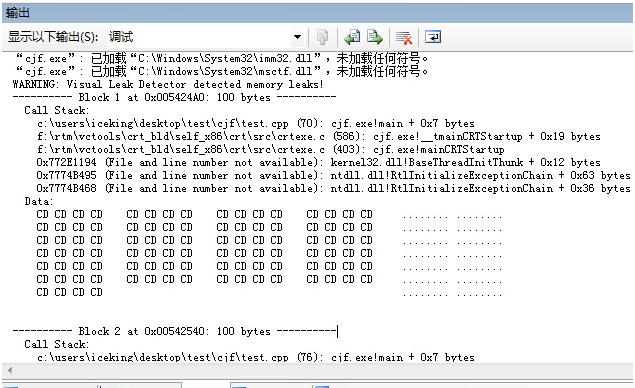 输出
显示以下输出(S): 调试
“cjf.exe”: 已加载“C:\Windows\System32\imm32.dll”，未加载任何符号。
“cjf.exe”: 已加载“C:\Windows\System32\msctf.dll”，未加载任何符号。
WARNING: Visual Leak Detector detected memory leaks!
---------- Block 1 at 0x005424A0: 100 bytes ----------
Call Stack:
c:\users\iceking\desktop\test\cjf\test.cpp (70): cjf.exe!main + 0x7 bytes
f:\rtm\vctools\crt_bld\self_x86\crt\src\crtexe.c (586): cjf.exe!__tmainCRTStartup + 0x19 bytes
f:\rtm\vctools\crt_bld\self_x86\crt\src\crtexe.c (403): cjf.exe!mainCRTStartup
0x772E1194 (File and line number not available): kernel32.dll!BaseThreadInitThunk + 0x12 bytes
0x7774B495 (File and line number not available): ntdll.dll!RtlInitializeExceptionChain + 0x63 bytes
0x7774B468 (File and line number not available): ntdll.dll!RtlInitializeExceptionChain + 0x36 bytes
Data:
CD CD CD CD CD CD CD CD CD CD CD CD CD CD CD CD ........ ........
CD CD CD CD CD CD CD CD CD CD CD CD CD CD CD CD ........ ........
CD CD CD CD CD CD CD CD CD CD CD CD CD CD CD CD ........ ........
CD CD CD CD CD CD CD CD CD CD CD CD CD CD CD CD ........ ........
CD CD CD CD CD CD CD CD CD CD CD CD CD CD CD CD ........ ........
CD CD CD CD CD CD CD CD CD CD CD CD CD CD CD CD ........ ........
CD CD CD CD ........ ........
---------- Block 2 at 0x00542540: 100 bytes ----------
Call Stack:
c:\users\iceking\desktop\test\cjf\test.cpp (76): cjf.exe!main + 0x7 bytes